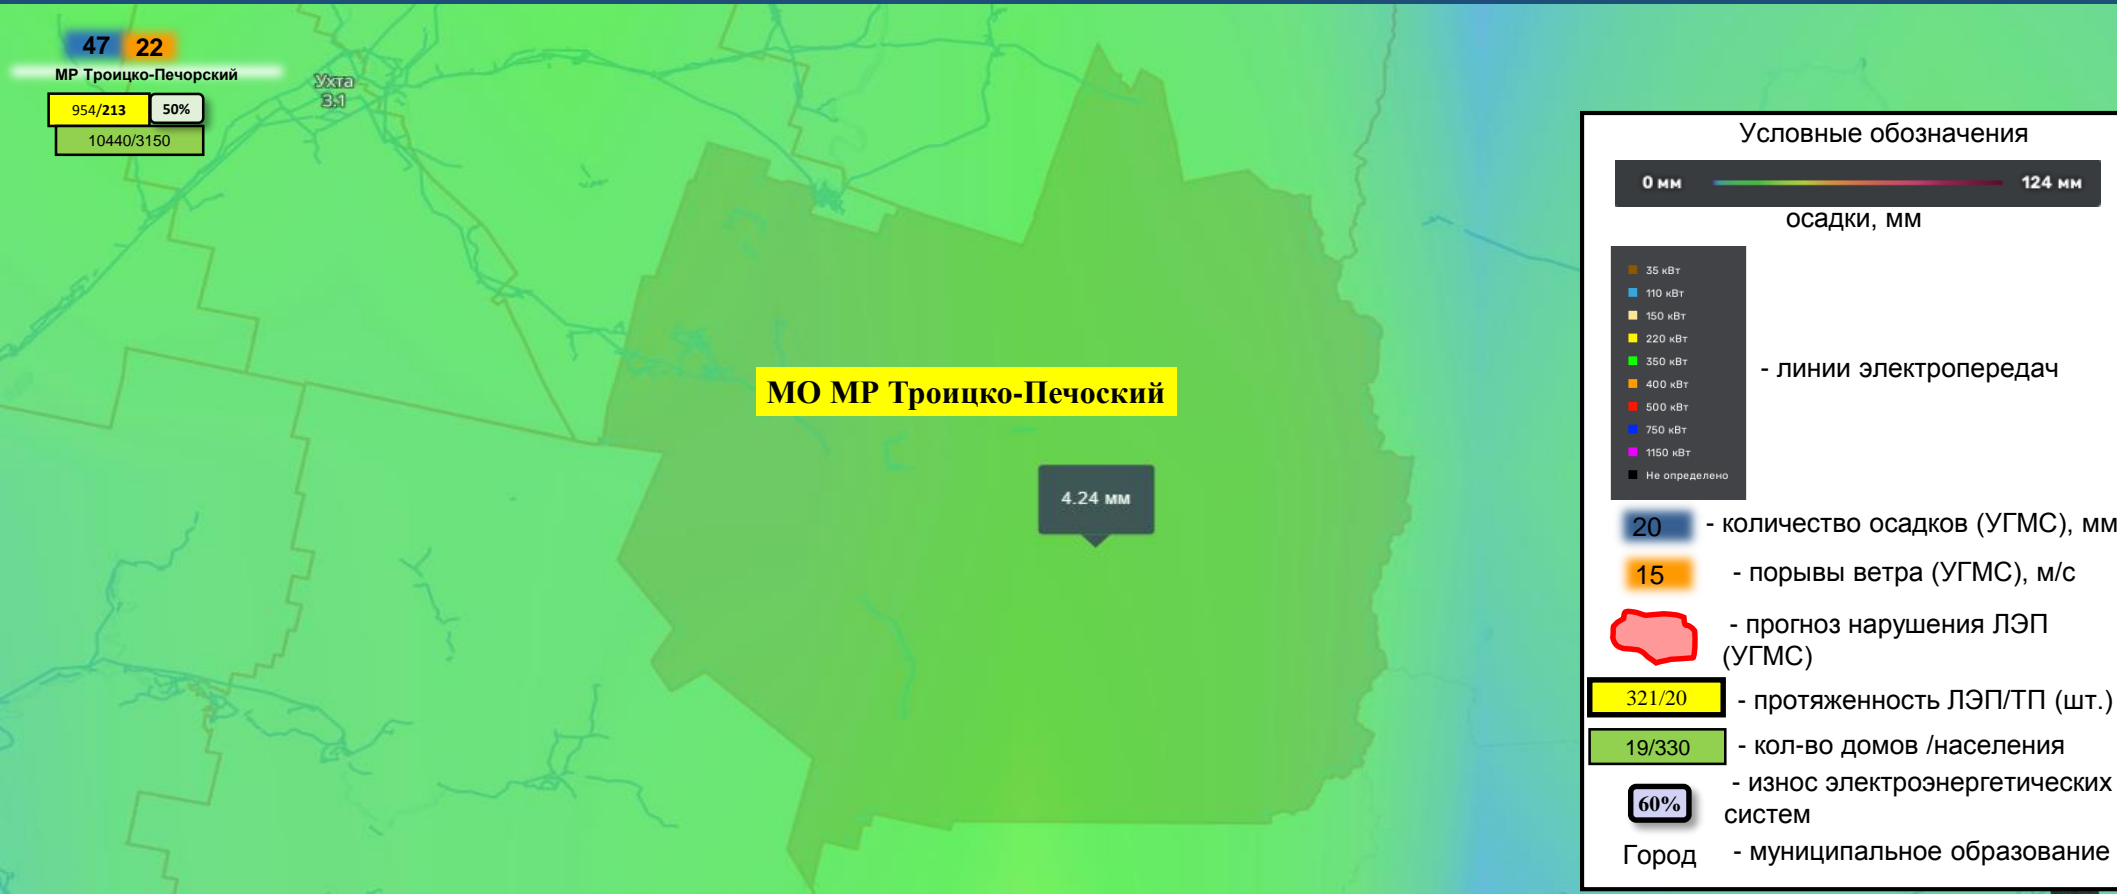 47 22
МР Троицко-Печорский
954/213 50%
10440/3150
Ухта
3.1
МО МР Троицко-Печоский
4.24 мм
Условные обозначения
0 мм 124 мм
осадки, мм
35 кВт
110 кВт
150 кВт
220 кВт
350 кВт
400 кВт
500 кВт
750 кВт
1150 кВт
Не определено
- линии электропередач
20 - количество осадков (УГМС), мм
15 - порывы ветра (УГМС), м/с
- прогноз нарушения ЛЭП
(УГМС)
321/20 - протяженность ЛЭП/ТП (шт.)
19/330 - кол-во домов /населения
60% - износ электроэнергетических
систем
Город - муниципальное образование